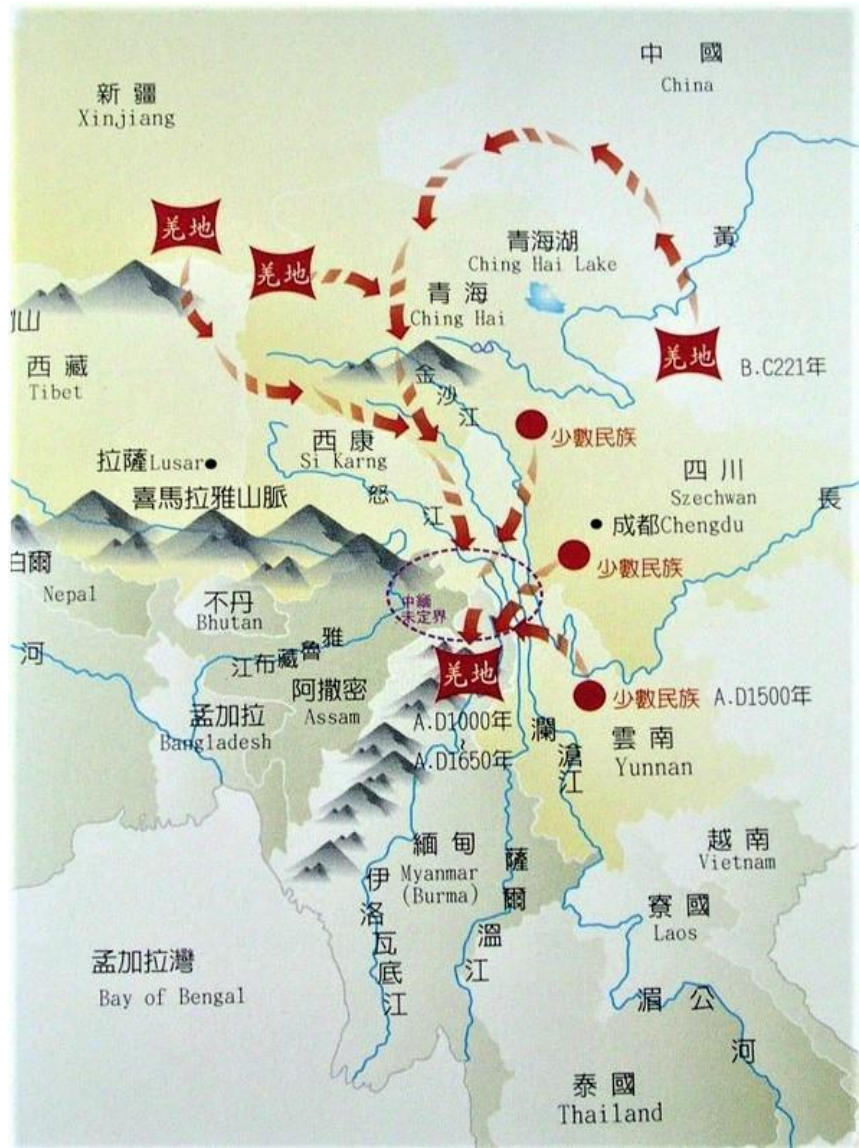 中國
China
新疆
Xinjiang
羌地
羌地
青海湖
Ching Hai Lake
黃
青海
Ching Hai
羌地
B.C221年
山
西藏
Tibet
金沙江
少數民族
西康
Si Karng
拉薩Lusar
四川
Szechwan
怒江
喜馬拉雅山脈
成都Chengdu
長
白爾
Nepal
不丹
Bhutan
中緬
未定界
少數民族
河
江布藏魯雅
羌地
阿撒密
Assam
少數民族 A.D1500年
孟加拉
Bangladesh
A.D1000年
~
A.D1650年
瀾滄江
雲南
Yunnan
緬甸
Myanmar
(Burma)
越南
Vietnam
伊洛瓦底江
薩爾溫江
寮國
Laos
孟加拉灣
Bay of Bengal
湄公河
泰國
Thailand